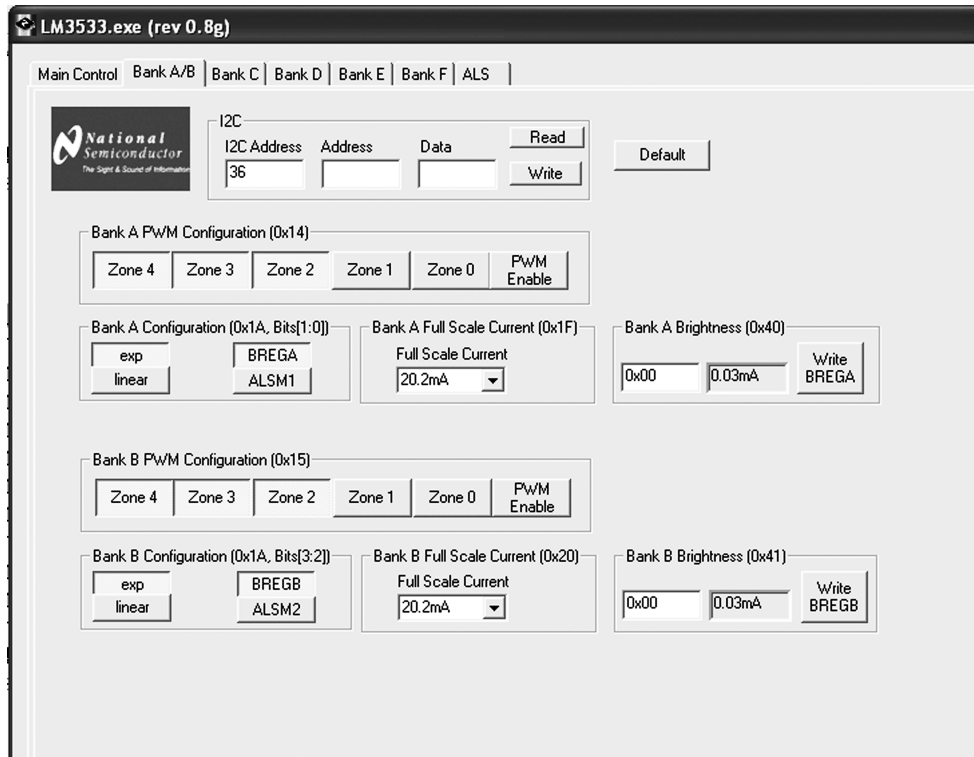 LM3533.exe (rev 0.8g)
Main Control Bank A/B Bank C Bank D Bank E Bank F ALS
National
Semiconductor
The Sight & Sound of Information
I2C
I2C Address Address Data Read
36 Write
Default
Bank A PWM Configuration (0x14)
Zone 4 Zone 3 Zone 2 Zone 1 Zone 0 PWM Enable
Bank A Configuration (0x1A, Bits[1:0])
exp BREGA
linear ALSM1
Bank A Full Scale Current (0x1F)
Full Scale Current
20.2mA
Bank A Brightness (0x40)
0x00 0.03mA Write BREGA
Bank B PWM Configuration (0x15)
Zone 4 Zone 3 Zone 2 Zone 1 Zone 0 PWM Enable
Bank B Configuration (0x1A, Bits[3:2])
exp BREGB
linear ALSM2
Bank B Full Scale Current (0x20)
Full Scale Current
20.2mA
Bank B Brightness (0x41)
0x00 0.03mA Write BREGB